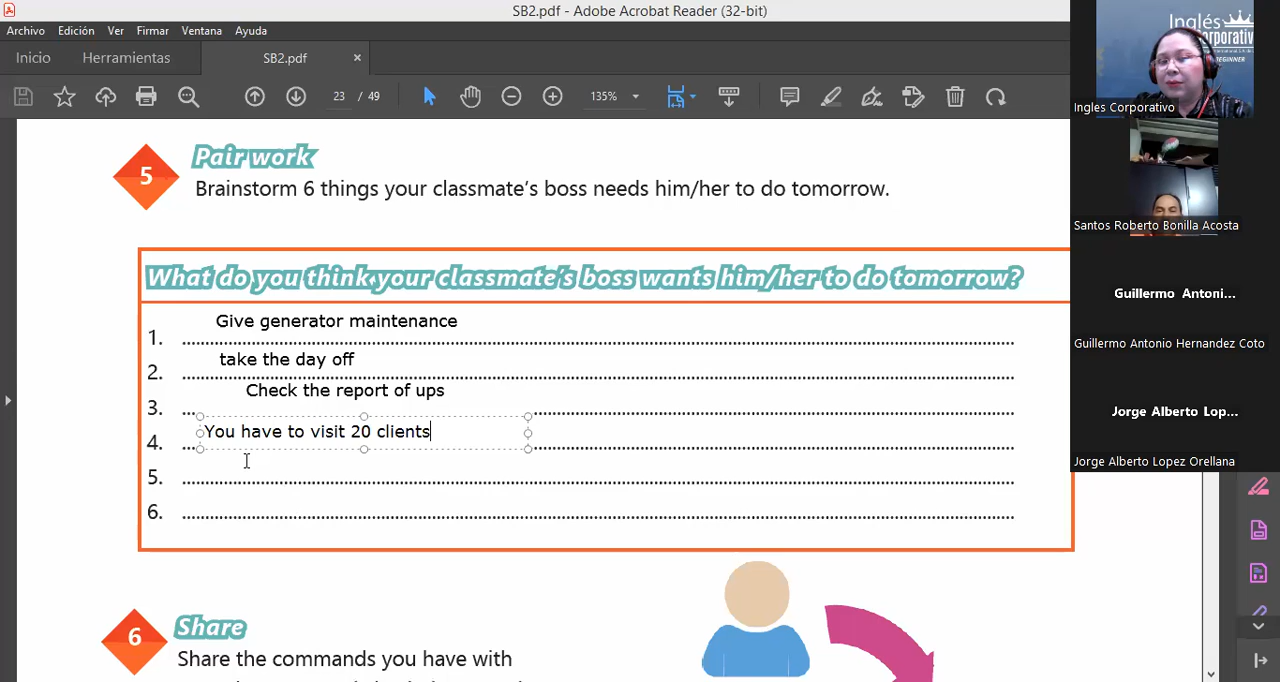 SB2.pdf - Adobe Acrobat Reader (32-bit)
Archivo Edición Ver Firmar Ventana Ayuda
Inicio Herramientas SB2.pdf ×
23 / 49 135%
5 Pair work
Brainstorm 6 things your classmate's boss needs him/her to do tomorrow.
What do you think your classmate's boss wants him/her to do tomorrow?
1. Give generator maintenance
2. take the day off
3. Check the report of ups
4. You have to visit 20 clients
5.
6.
6 Share
Share the commands you have with
Inglés
Corporativo
BEGINNER
Ingles Corporativo
Santos Roberto Bonilla Acosta
Guillermo Antoni...
Guillermo Antonio Hernandez Coto
Jorge Alberto Lop...
Jorge Alberto Lopez Orellana